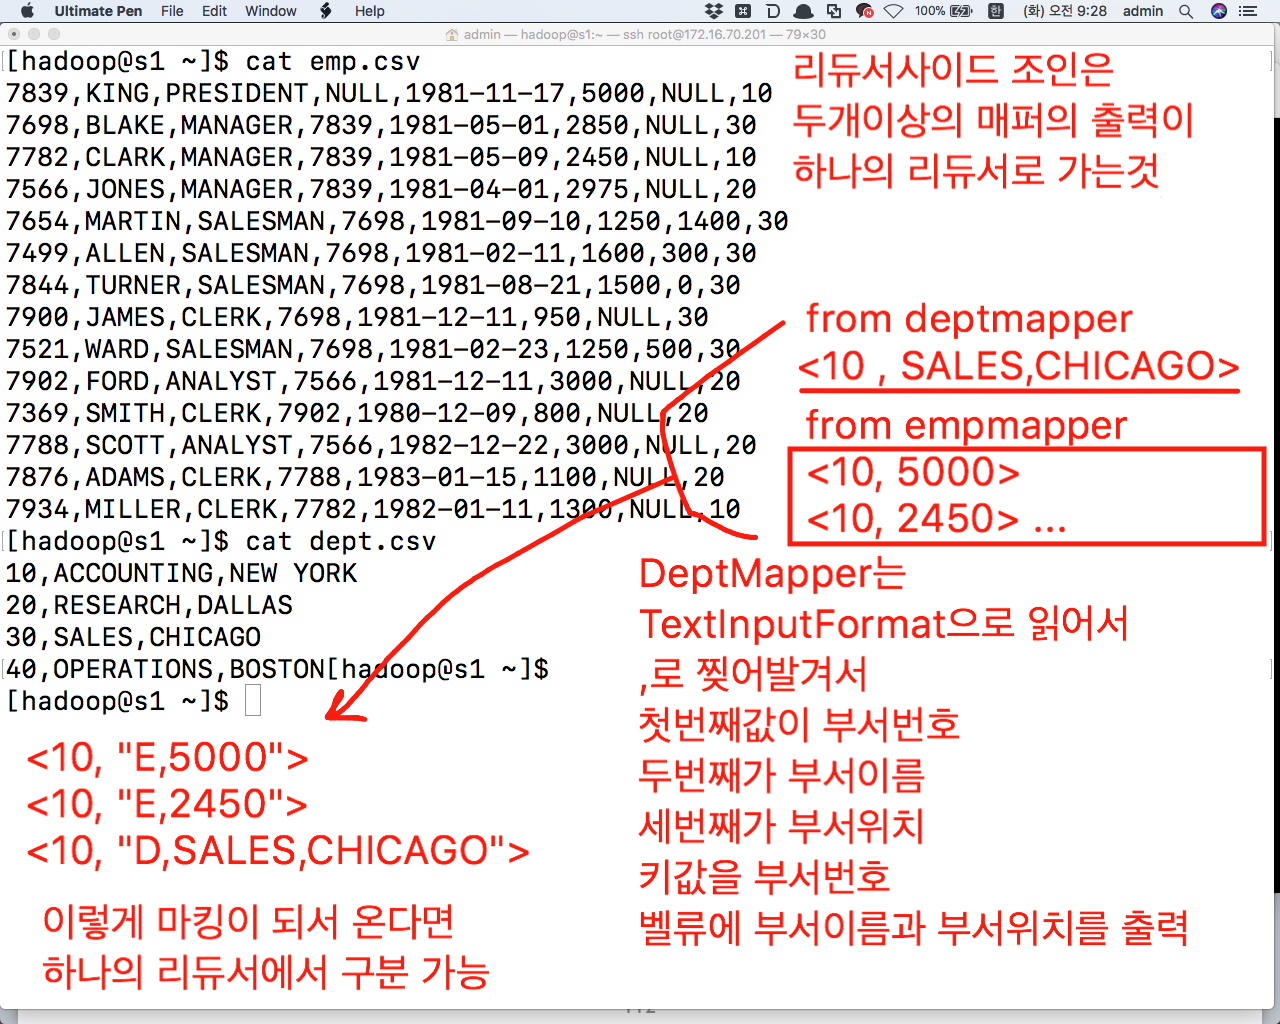 Ultimate Pen File Edit Window Help 100% 한 (화) 오전 9:28 admin
admin — hadoop@s1:~ — ssh root@172.16.70.201 — 79×30
[hadoop@s1 ~]$ cat emp.csv
7839,KING,PRESIDENT,NULL,1981-11-17,5000,NULL,10
7698,BLAKE,MANAGER,7839,1981-05-01,2850,NULL,30
7782,CLARK,MANAGER,7839,1981-05-09,2450,NULL,10
7566,JONES,MANAGER,7839,1981-04-01,2975,NULL,20
7654,MARTIN,SALESMAN,7698,1981-09-10,1250,1400,30
7499,ALLEN,SALESMAN,7698,1981-02-11,1600,300,30
7844,TURNER,SALESMAN,7698,1981-08-21,1500,0,30
7900,JAMES,CLERK,7698,1981-12-11,950,NULL,30
7521,WARD,SALESMAN,7698,1981-02-23,1250,500,30
7902,FORD,ANALYST,7566,1981-12-11,3000,NULL,20
7369,SMITH,CLERK,7902,1980-12-09,800,NULL,20
7788,SCOTT,ANALYST,7566,1982-12-22,3000,NULL,20
7876,ADAMS,CLERK,7788,1983-01-15,1100,NULL,20
7934,MILLER,CLERK,7782,1982-01-11,1300,NULL,10
[hadoop@s1 ~]$ cat dept.csv
10,ACCOUNTING,NEW YORK
20,RESEARCH,DALLAS
30,SALES,CHICAGO
40,OPERATIONS,BOSTON[hadoop@s1 ~]$
[hadoop@s1 ~]$
리듀서사이드 조인은
두개이상의 매퍼의 출력이
하나의 리듀서로 가는것
from deptmapper
<10 , SALES,CHICAGO>
from empmapper
<10, 5000>
<10, 2450> ...
DeptMapper는
TextInputFormat으로 읽어서
,로 찢어발겨서
첫번째값이 부서번호
두번째가 부서이름
세번째가 부서위치
키값을 부서번호
벨류에 부서이름과 부서위치를 출력
<10, "E,5000">
<10, "E,2450">
<10, "D,SALES,CHICAGO">
이렇게 마킹이 되서 온다면
하나의 리듀서에서 구분 가능